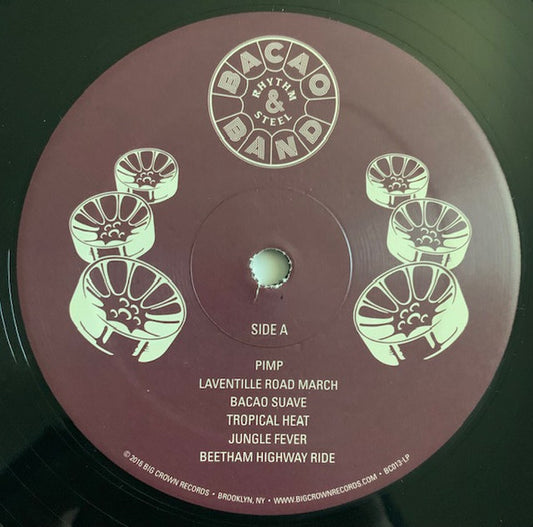 BACAO
RHYTHM
&
STEEL
BAND
SIDE A
PIMP
LAVENTILLE ROAD MARCH
BACAO SUAVE
TROPICAL HEAT
JUNGLE FEVER
BEETHAM HIGHWAY RIDE
© 2016 BIG CROWN RECORDS • BROOKLYN, NY • WWW.BIGCROWNRECORDS.COM • BC013-LP